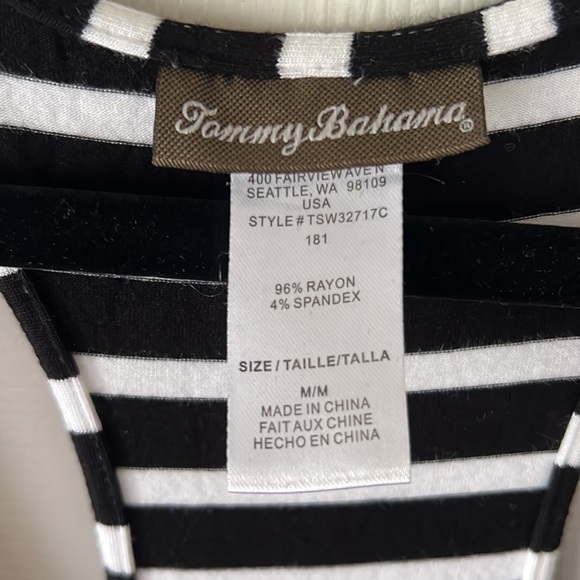 Tommy Bahama®
400 FAIRVIEW AVE N
SEATTLE, WA 98109
USA
STYLE # TSW32717C
181
96% RAYON
4% SPANDEX
SIZE / TAILLE/TALLA
M/M
MADE IN CHINA
FAIT AUX CHINE
HECHO EN CHINA